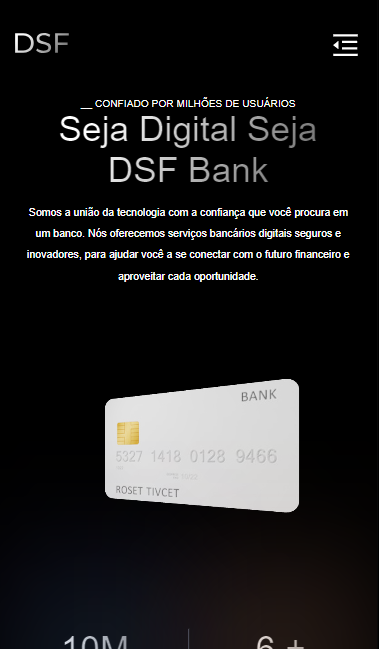 DSF
__ CONFIADO POR MILHÕES DE USUÁRIOS
Seja Digital Seja
DSF Bank
Somos a união da tecnologia com a confiança que você procura em
um banco. Nós oferecemos serviços bancários digitais seguros e
inovadores, para ajudar você a se conectar com o futuro financeiro e
aproveitar cada oportunidade.
BANK
5327 1418 0128 9466
ROSET TIVCET
10M
6 +